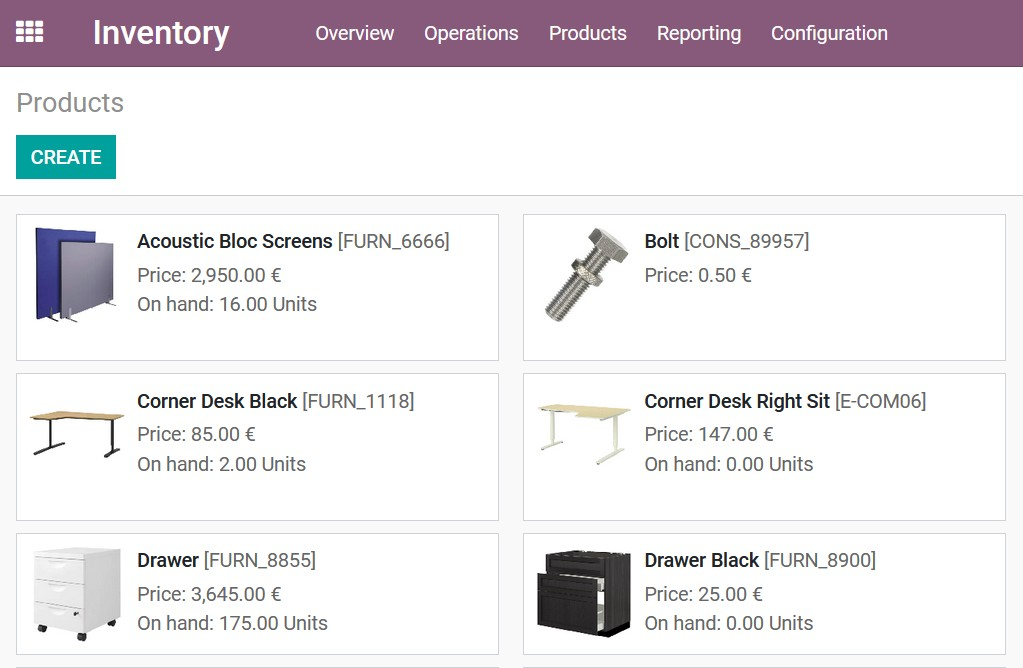 Inventory
Overview
Operations
Products
Reporting
Configuration
Products
CREATE
Acoustic Bloc Screens [FURN_6666]
Price: 2,950.00 €
On hand: 16.00 Units
Bolt [CONS_89957]
Price: 0.50 €
Corner Desk Black [FURN_1118]
Price: 85.00 €
On hand: 2.00 Units
Corner Desk Right Sit [E-COM06]
Price: 147.00 €
On hand: 0.00 Units
Drawer [FURN_8855]
Price: 3,645.00 €
On hand: 175.00 Units
Drawer Black [FURN_8900]
Price: 25.00 €
On hand: 0.00 Units